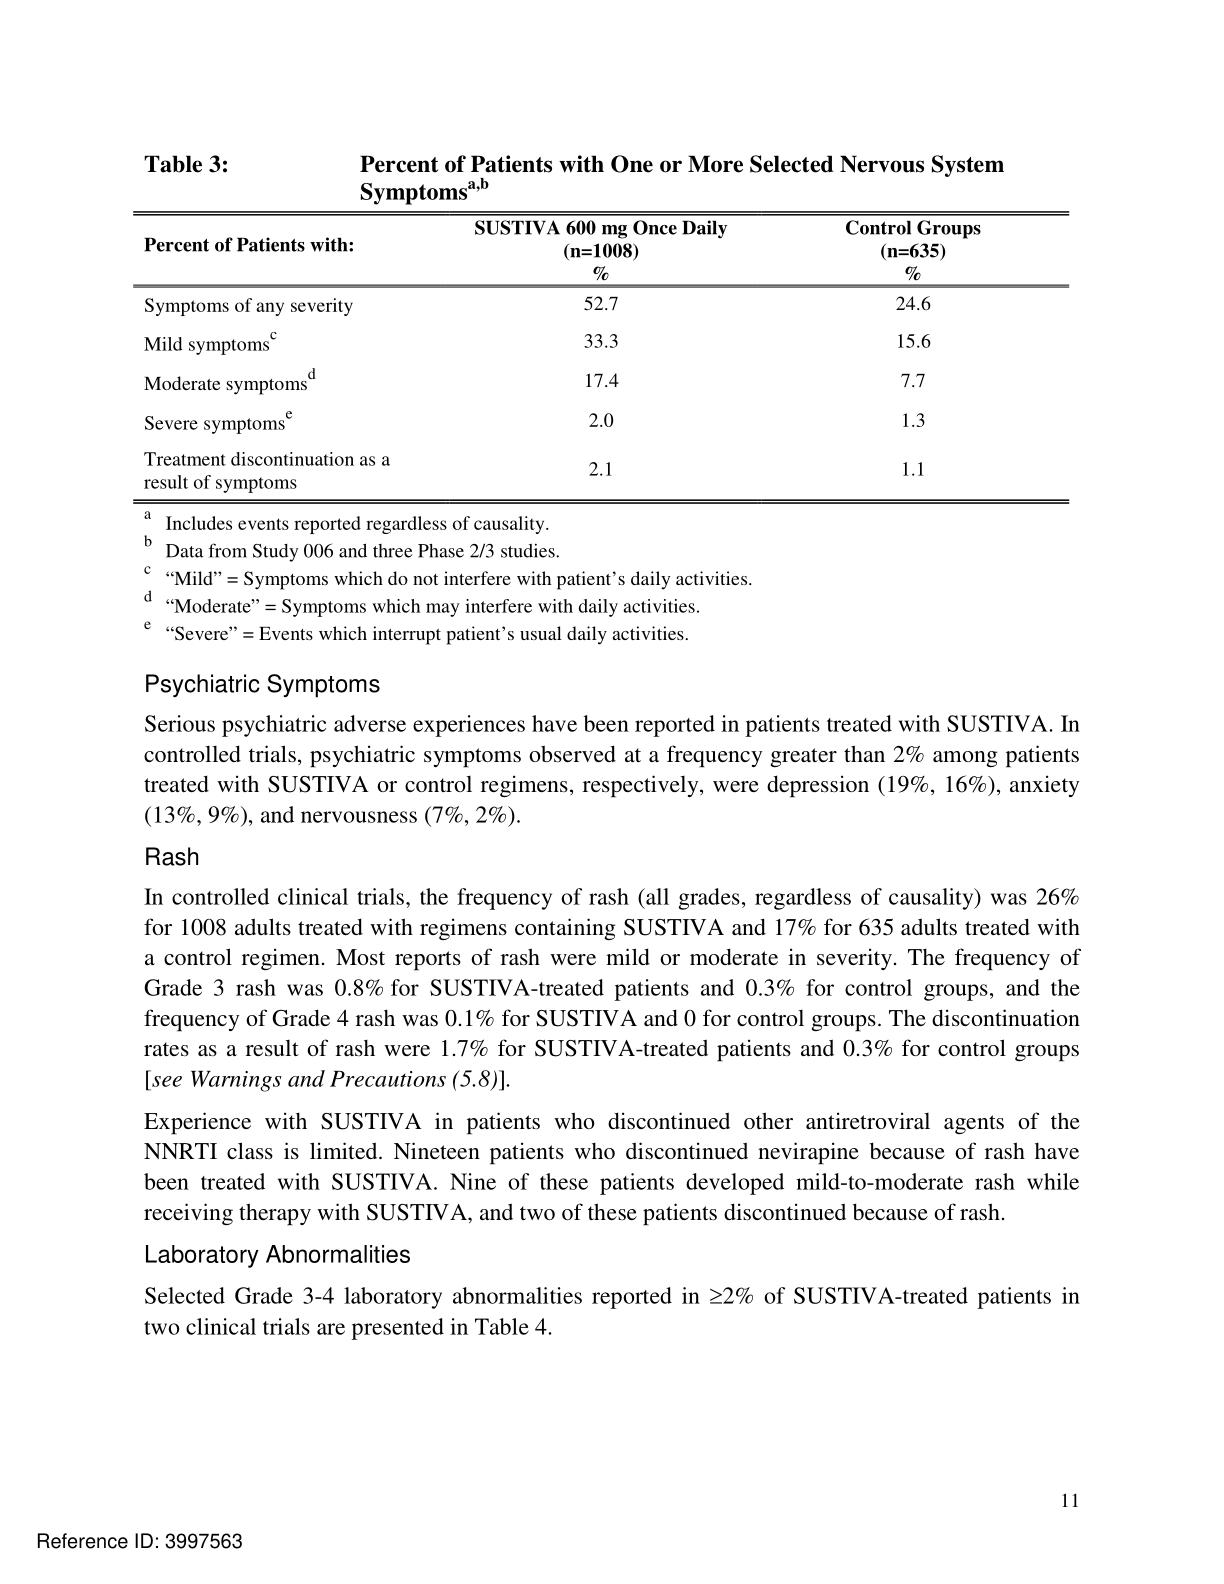 Table 3: Percent of Patients with One or More Selected Nervous System
Symptomsa,b
Percent of Patients with: SUSTIVA 600 mg Once Daily (n=1008) % Control Groups (n=635) %
Symptoms of any severity 52.7 24.6
Mild symptomsc 33.3 15.6
Moderate symptomsd 17.4 7.7
Severe symptomse 2.0 1.3
Treatment discontinuation as a
result of symptoms 2.1 1.1
a Includes events reported regardless of causality.
b Data from Study 006 and three Phase 2/3 studies.
c “Mild” = Symptoms which do not interfere with patient’s daily activities.
d “Moderate” = Symptoms which may interfere with daily activities.
e “Severe” = Events which interrupt patient’s usual daily activities.
Psychiatric Symptoms
Serious psychiatric adverse experiences have been reported in patients treated with SUSTIVA. In
controlled trials, psychiatric symptoms observed at a frequency greater than 2% among patients
treated with SUSTIVA or control regimens, respectively, were depression (19%, 16%), anxiety
(13%, 9%), and nervousness (7%, 2%).
Rash
In controlled clinical trials, the frequency of rash (all grades, regardless of causality) was 26%
for 1008 adults treated with regimens containing SUSTIVA and 17% for 635 adults treated with
a control regimen. Most reports of rash were mild or moderate in severity. The frequency of
Grade 3 rash was 0.8% for SUSTIVA-treated patients and 0.3% for control groups, and the
frequency of Grade 4 rash was 0.1% for SUSTIVA and 0 for control groups. The discontinuation
rates as a result of rash were 1.7% for SUSTIVA-treated patients and 0.3% for control groups
[see Warnings and Precautions (5.8)].
Experience with SUSTIVA in patients who discontinued other antiretroviral agents of the
NNRTI class is limited. Nineteen patients who discontinued nevirapine because of rash have
been treated with SUSTIVA. Nine of these patients developed mild-to-moderate rash while
receiving therapy with SUSTIVA, and two of these patients discontinued because of rash.
Laboratory Abnormalities
Selected Grade 3-4 laboratory abnormalities reported in ≥2% of SUSTIVA-treated patients in
two clinical trials are presented in Table 4.
11
Reference ID: 3997563